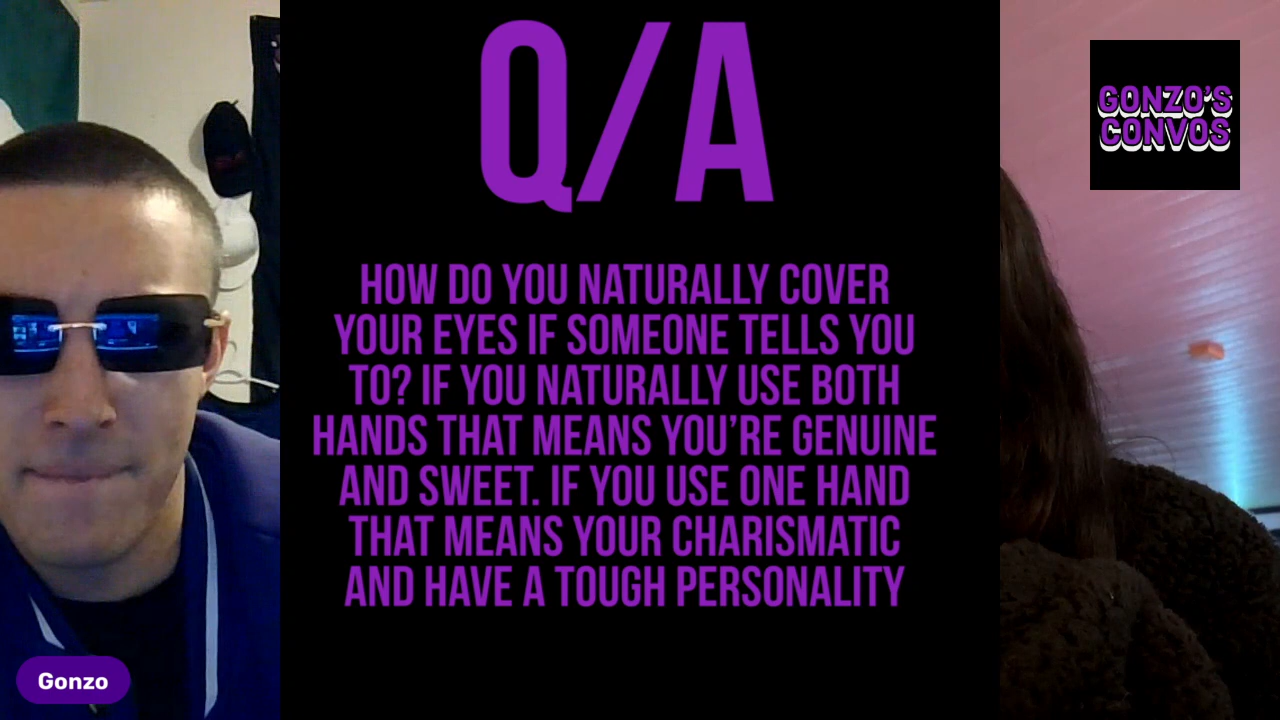 Q/A
HOW DO YOU NATURALLY COVER
YOUR EYES IF SOMEONE TELLS YOU
TO? IF YOU NATURALLY USE BOTH
HANDS THAT MEANS YOU'RE GENUINE
AND SWEET. IF YOU USE ONE HAND
THAT MEANS YOUR CHARISMATIC
AND HAVE A TOUGH PERSONALITY
GONZO'S
CONVOS
Gonzo